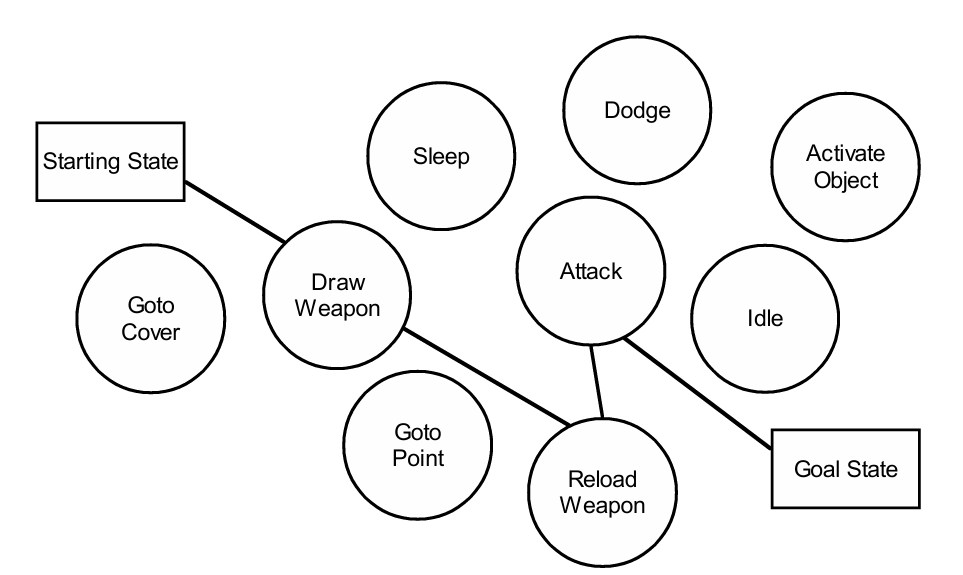 Starting State
Sleep
Dodge
Activate
Object
Goto
Cover
Draw
Weapon
Attack
Idle
Goto
Point
Reload
Weapon
Goal State